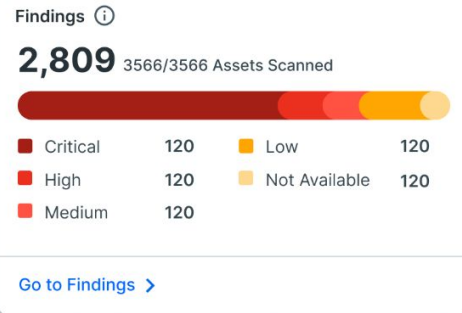 Findings
2,809 3566/3566 Assets Scanned
Critical 120 Low 120
High 120 Not Available 120
Medium 120
Go to Findings